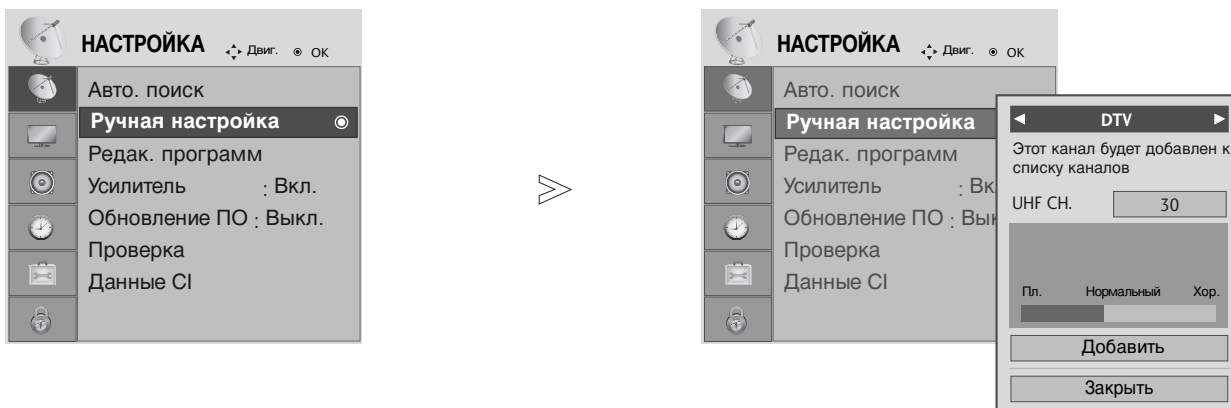 НАСТРОЙКА Двиг. ОК
Авто. поиск
Ручная настройка
Редак. программ
Усилитель : Вкл.
Обновление ПО : Выкл.
Проверка
Данные CI
НАСТРОЙКА Двиг. ОК
Авто. поиск
Ручная настройка
Редак. программ
Усилитель : Вк
Обновление ПО : Вык
Проверка
Данные CI
DTV
Этот канал будет добавлен к
списку каналов
UHF CH. 30
Пл. Нормальный Хор.
Добавить
Закрыть